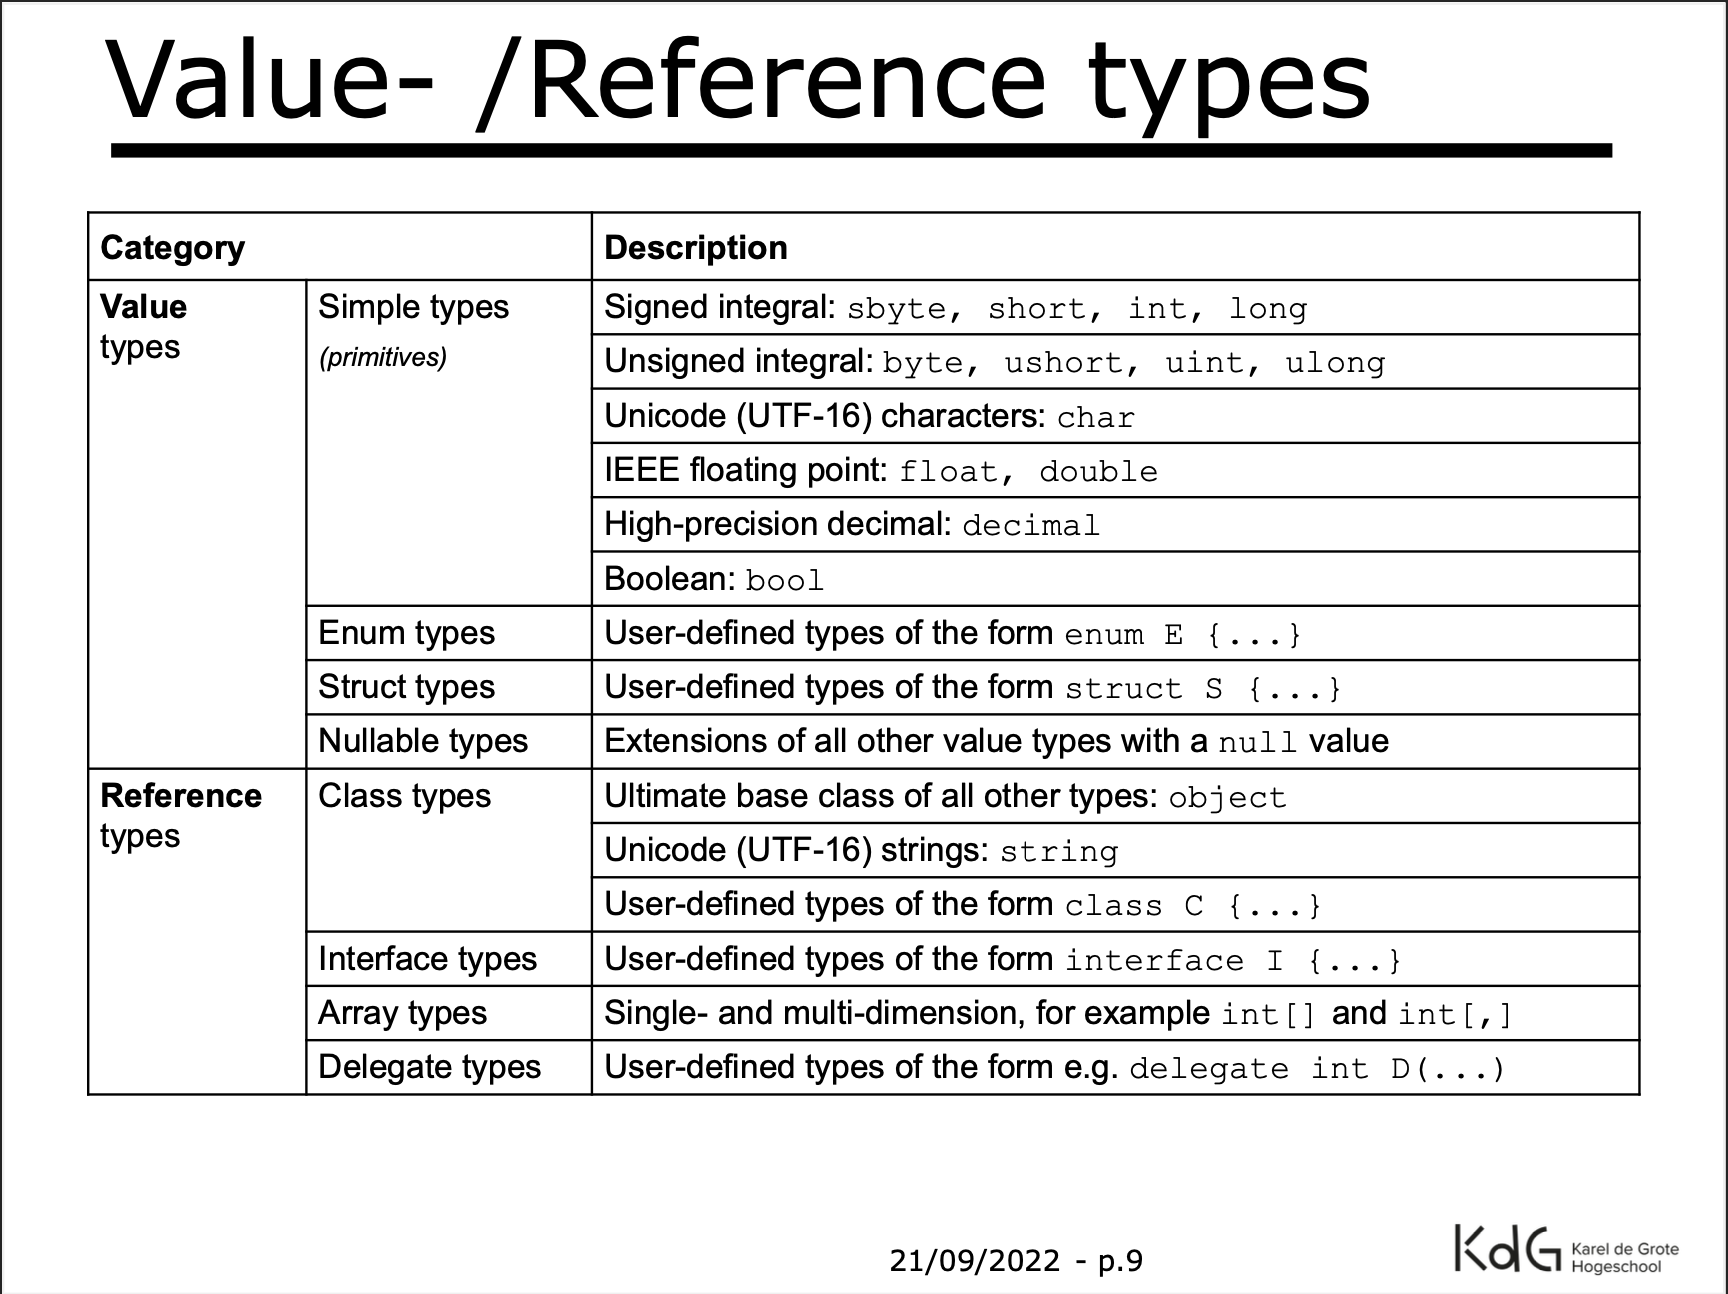 Value- /Reference types
Category
Description
Value
types
Simple types
(primitives)
Signed integral: sbyte, short, int, long
Unsigned integral: byte, ushort, uint, ulong
Unicode (UTF-16) characters: char
IEEE floating point: float, double
High-precision decimal: decimal
Boolean: bool
Enum types
User-defined types of the form enum E {...}
Struct types
User-defined types of the form struct S {...}
Nullable types
Extensions of all other value types with a null value
Reference
types
Class types
Ultimate base class of all other types: object
Unicode (UTF-16) strings: string
User-defined types of the form class C {...}
Interface types
User-defined types of the form interface I {...}
Array types
Single- and multi-dimension, for example int[] and int[,]
Delegate types
User-defined types of the form e.g. delegate int D(...)
21/09/2022 - p.9
KdG
Karel de Grote
Hogeschool